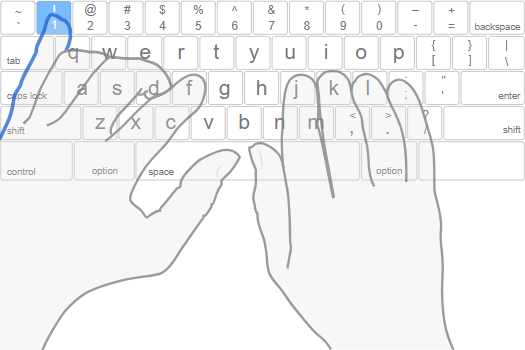 ~ ! @ # $ % ^ & * ( ) – +
` 1 2 3 4 5 6 7 8 9 0 - = backspace
tab q w e r t y u i o p { [ } ] | \
caps lock a s d f g h j k l : ; " ' enter
shift z x c v b n m < , > . ? / shift
control option space option